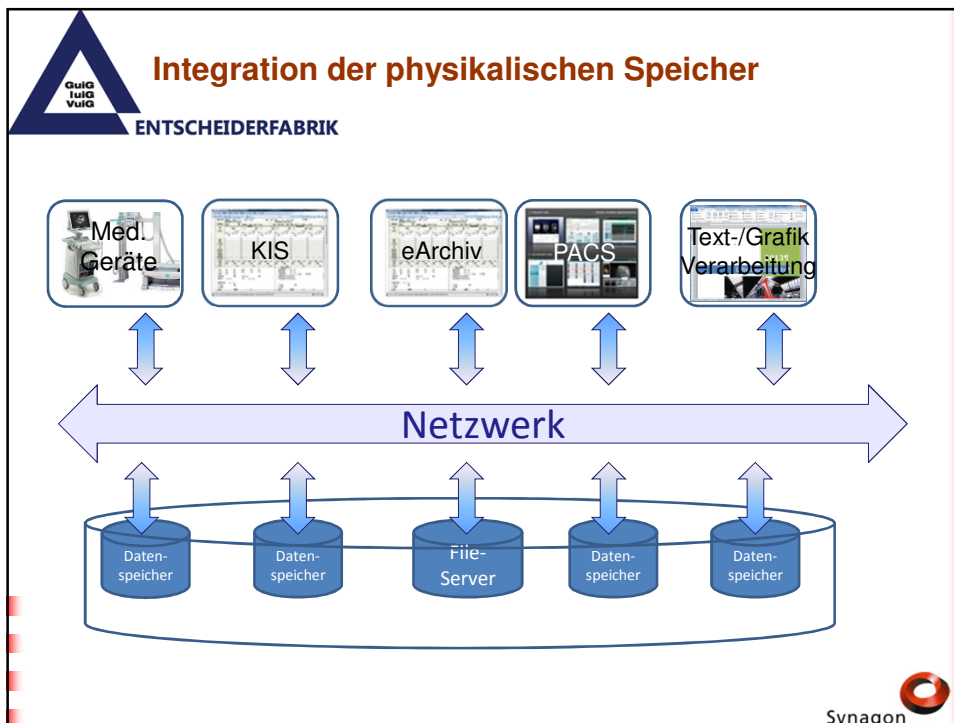 GuiG
IuiG
VuiG
Integration der physikalischen Speicher
ENTSCHEIDERFABRIK
Med.
Geräte
KIS
eArchiv
PACS
Text-/Grafik
Verarbeitung
Netzwerk
Daten-
speicher
Daten-
speicher
File-
Server
Daten-
speicher
Daten-
speicher
Synagon